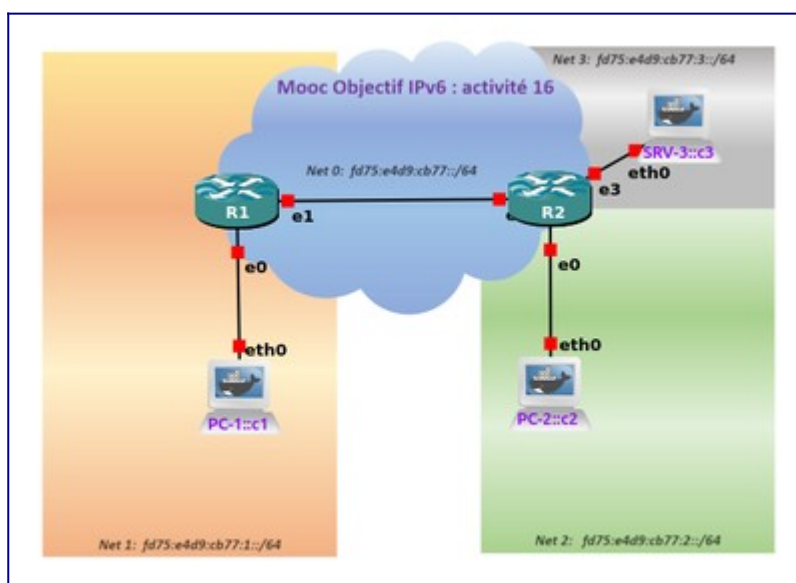 Net 3: fd75:e4d9:cb77:3::/64
Mooc Objectif IPv6 : activité 16
SRV-3::c3
eth0
Net 0: fd75:e4d9:cb77::/64
e3
R1
e1
R2
e0
e0
eth0
eth0
PC-1::c1
PC-2::c2
Net 1: fd75:e4d9:cb77:1::/64
Net 2: fd75:e4d9:cb77:2::/64